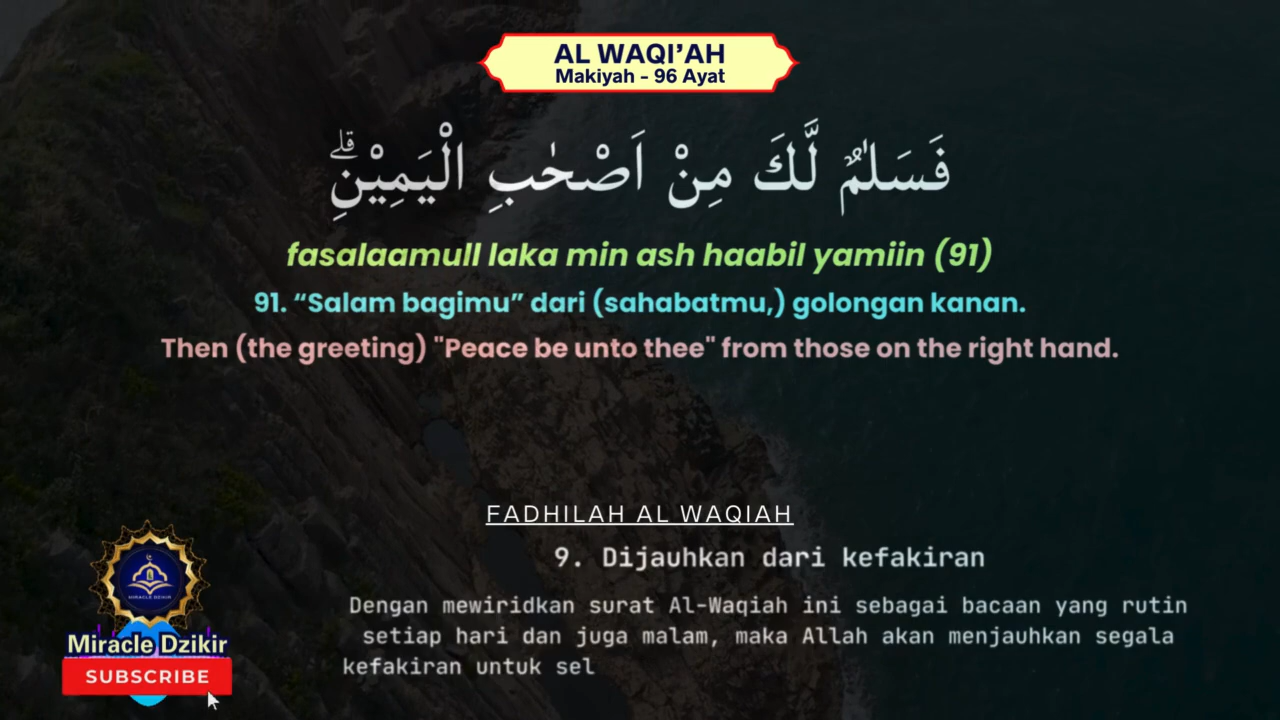 AL WAQI’AH
Makiyah - 96 Ayat
فَسَلٰمٌ لَّكَ مِنْ اَصْحٰبِ الْيَمِيْنِۗ
fasalaamull laka min ash haabil yamiin (91)
91. “Salam bagimu” dari (sahabatmu,) golongan kanan.
Then (the greeting) "Peace be unto thee" from those on the right hand.
FADHILAH AL WAQIAH
9. Dijauhkan dari kefakiran
Dengan mewiridkan surat Al-Waqiah ini sebagai bacaan yang rutin
setiap hari dan juga malam, maka Allah akan menjauhkan segala
kefakiran untuk sel
MIRACLE DZIKIR
Miracle Dzikir
SUBSCRIBE